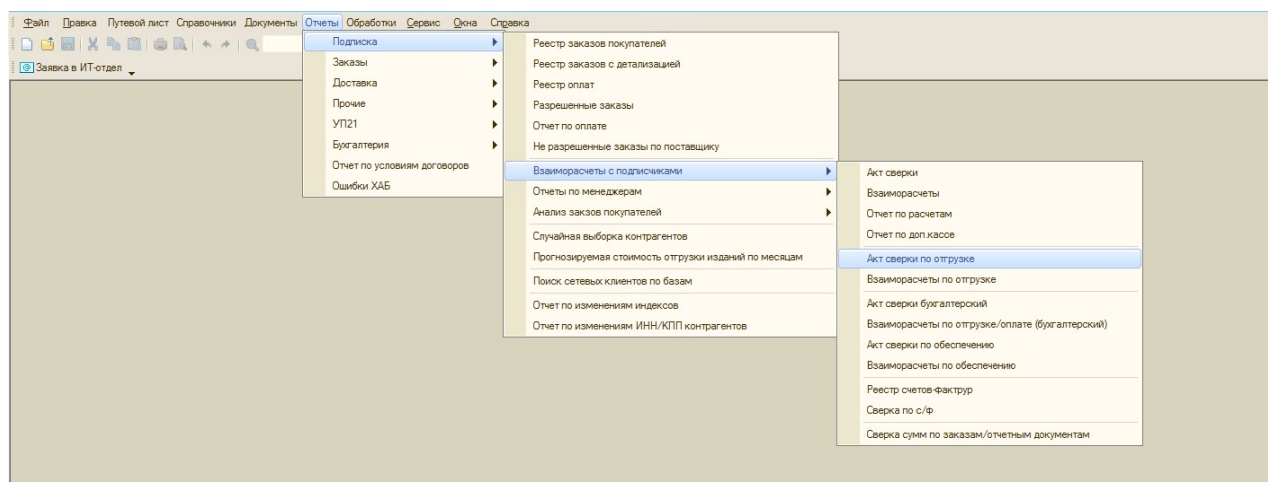 Файл Правка Путевой лист Справочники Документы Отчеты Обработки Сервис Окна Справка
Заявка в ИТ-отдел
Подписка
Заказы
Доставка
Прочие
УП21
Бухгалтерия
Отчет по условиям договоров
Ошибки ХАБ
Реестр заказов покупателей
Реестр заказов с детализацией
Реестр оплат
Разрешенные заказы
Отчет по оплате
Не разрешенные заказы по поставщику
Взаиморасчеты с подписчиками
Отчеты по менеджерам
Анализ закзов покупателей
Случайная выборка контрагентов
Прогнозируемая стоимость отгрузки изданий по месяцам
Поиск сетевых клиентов по базам
Отчет по изменениям индексов
Отчет по изменениям ИНН/КПП контрагентов
Акт сверки
Взаиморасчеты
Отчет по расчетам
Отчет по доп.кассе
Акт сверки по отгрузке
Взаиморасчеты по отгрузке
Акт сверки бухгалтерский
Взаиморасчеты по отгрузке/оплате (бухгалтерский)
Акт сверки по обеспечению
Взаиморасчеты по обеспечению
Реестр счетов-фактрур
Сверка по с/ф
Сверка сумм по заказам/отчетным документам